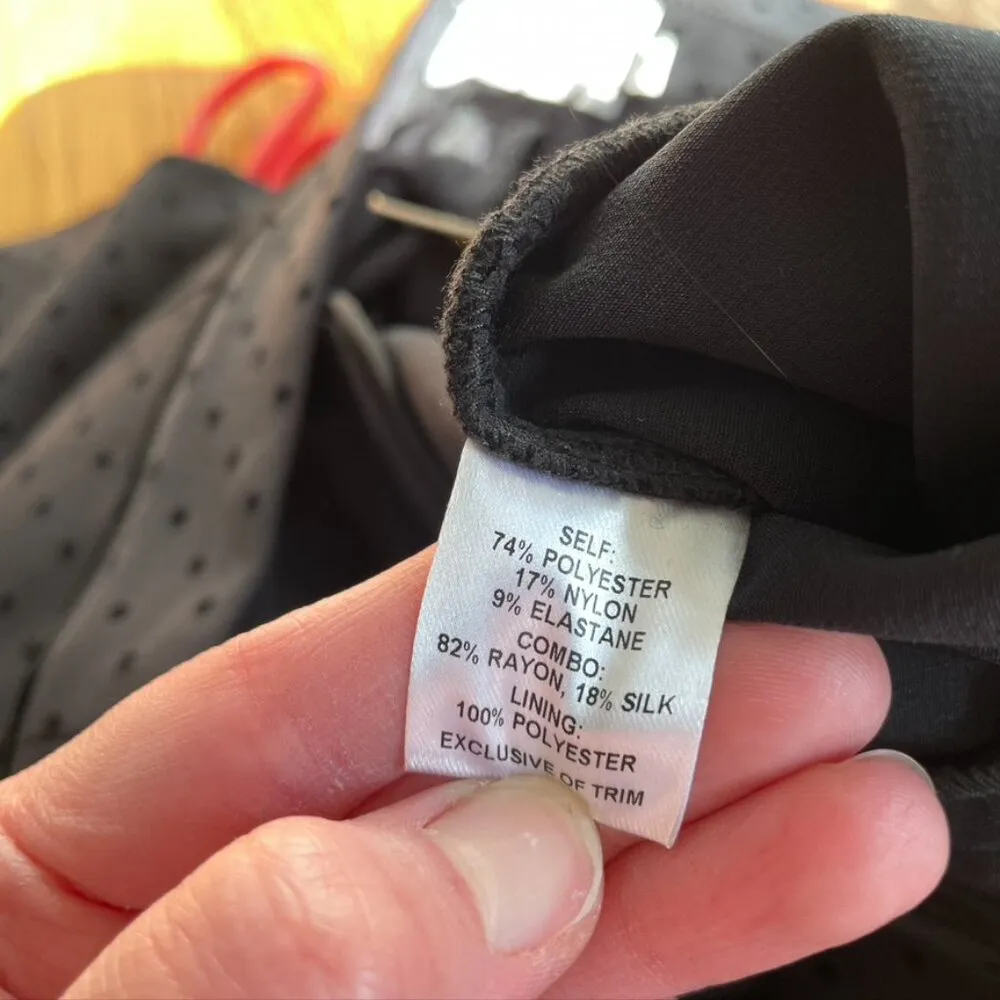 SELF:
74% POLYESTER
17% NYLON
9% ELASTANE
COMBO:
82% RAYON, 18% SILK
LINING:
100% POLYESTER
EXCLUSIVE OF TRIM